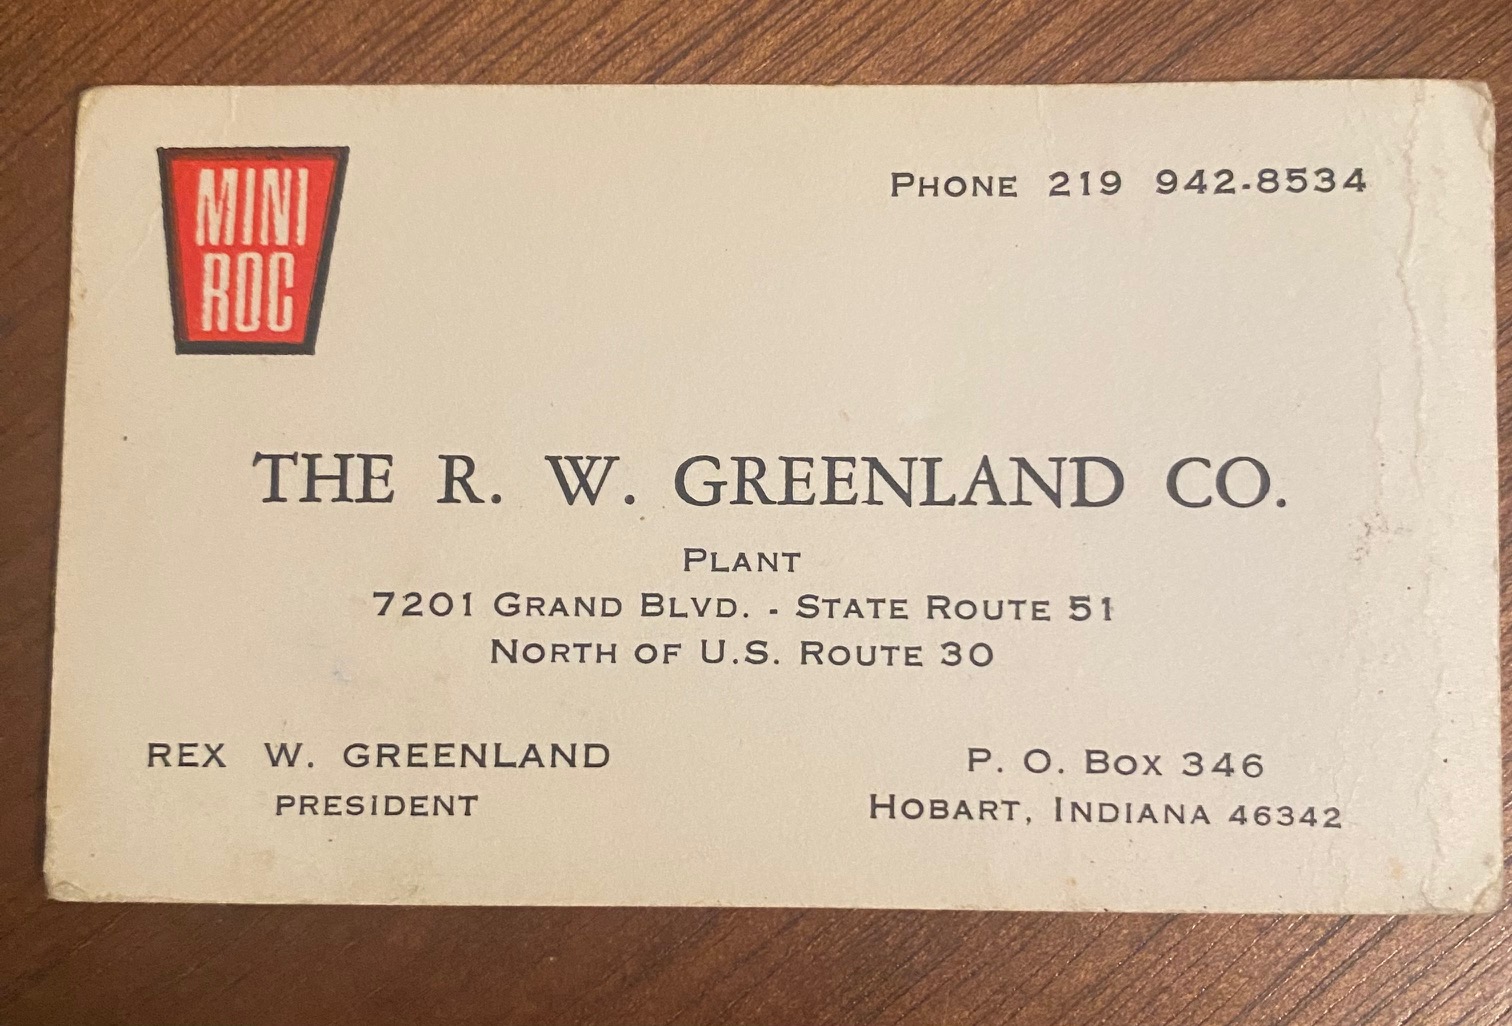 MINI
ROC
PHONE 219 942-8534
THE R. W. GREENLAND CO.
PLANT
7201 GRAND BLVD. - STATE ROUTE 51
NORTH OF U.S. ROUTE 30
REX W. GREENLAND
PRESIDENT
P. O. BOX 346
HOBART, INDIANA 46342